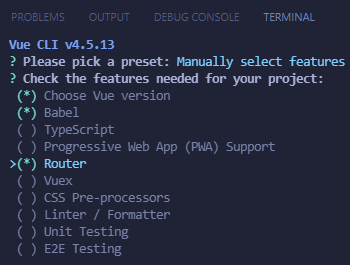 PROBLEMS OUTPUT DEBUG CONSOLE TERMINAL
Vue CLI v4.5.13
? Please pick a preset: Manually select features
? Check the features needed for your project:
(*) Choose Vue version
(*) Babel
( ) TypeScript
( ) Progressive Web App (PWA) Support
>(*) Router
( ) Vuex
( ) CSS Pre-processors
( ) Linter / Formatter
( ) Unit Testing
( ) E2E Testing